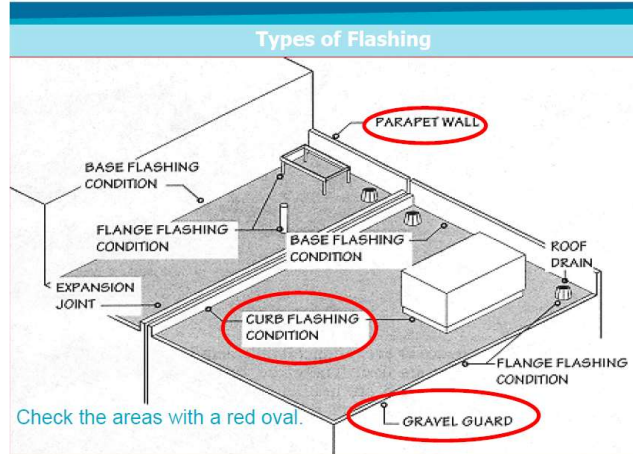 Types of Flashing
PARAPET WALL
BASE FLASHING
CONDITION
FLANGE FLASHING
CONDITION
BASE FLASHING
CONDITION
ROOF
DRAIN
EXPANSION
JOINT
CURB FLASHING
CONDITION
FLANGE FLASHING
CONDITION
Check the areas with a red oval.
GRAVEL GUARD